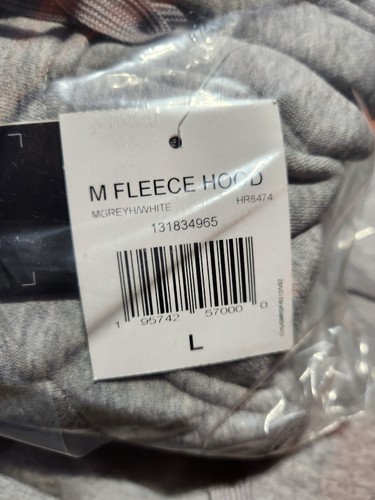 M FLEECE HOOD
MGREYH/WHITE HR8474
131834965
1 95742 57000 0
L